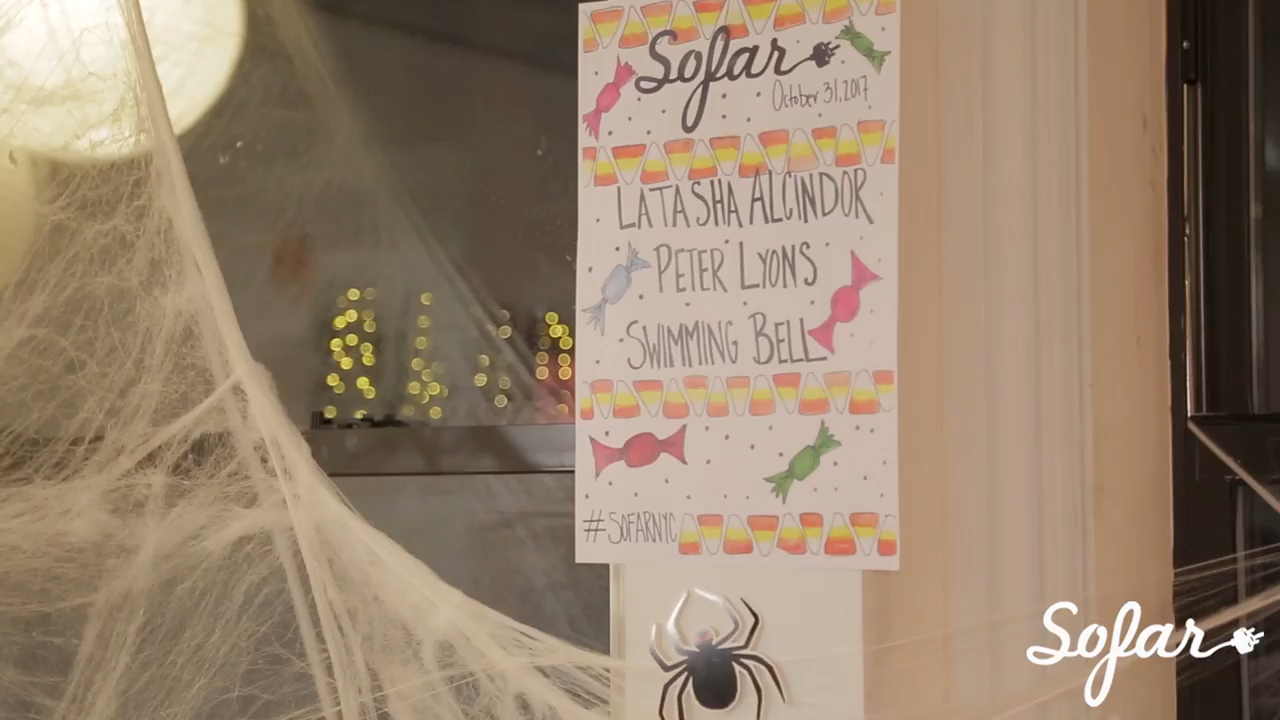 Sofar
October 31, 2017
LATASHA ALCINDOR
PETER LYONS
SWIMMING BELL
#SOFARNYC
Sofar